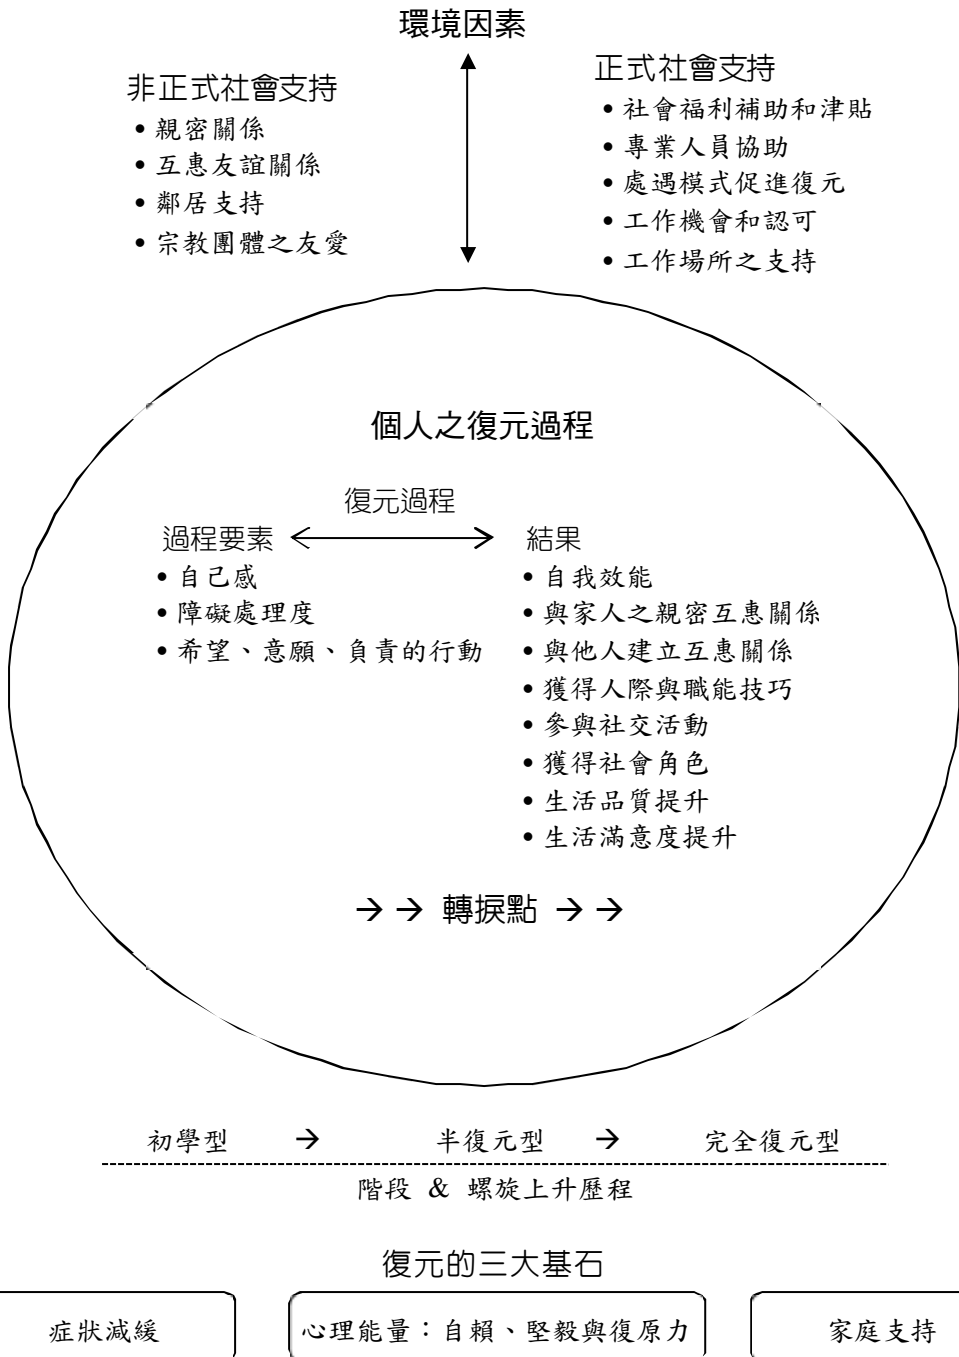 環境因素
非正式社會支持
• 親密關係
• 互惠友誼關係
• 鄰居支持
• 宗教團體之友愛
正式社會支持
• 社會福利補助和津貼
• 專業人員協助
• 處遇模式促進復元
• 工作機會和認可
• 工作場所之支持
個人之復元過程
復元過程
過程要素
• 自己感
• 障礙處理度
• 希望、意願、負責的行動
結果
• 自我效能
• 與家人之親密互惠關係
• 與他人建立互惠關係
• 獲得人際與職能技巧
• 參與社交活動
• 獲得社會角色
• 生活品質提升
• 生活滿意度提升
→→ 轉捩點 →→
初學型 → 半復元型 → 完全復元型
階段 & 螺旋上升歷程
復元的三大基石
症狀減緩
心理能量：自賴、堅毅與復原力
家庭支持